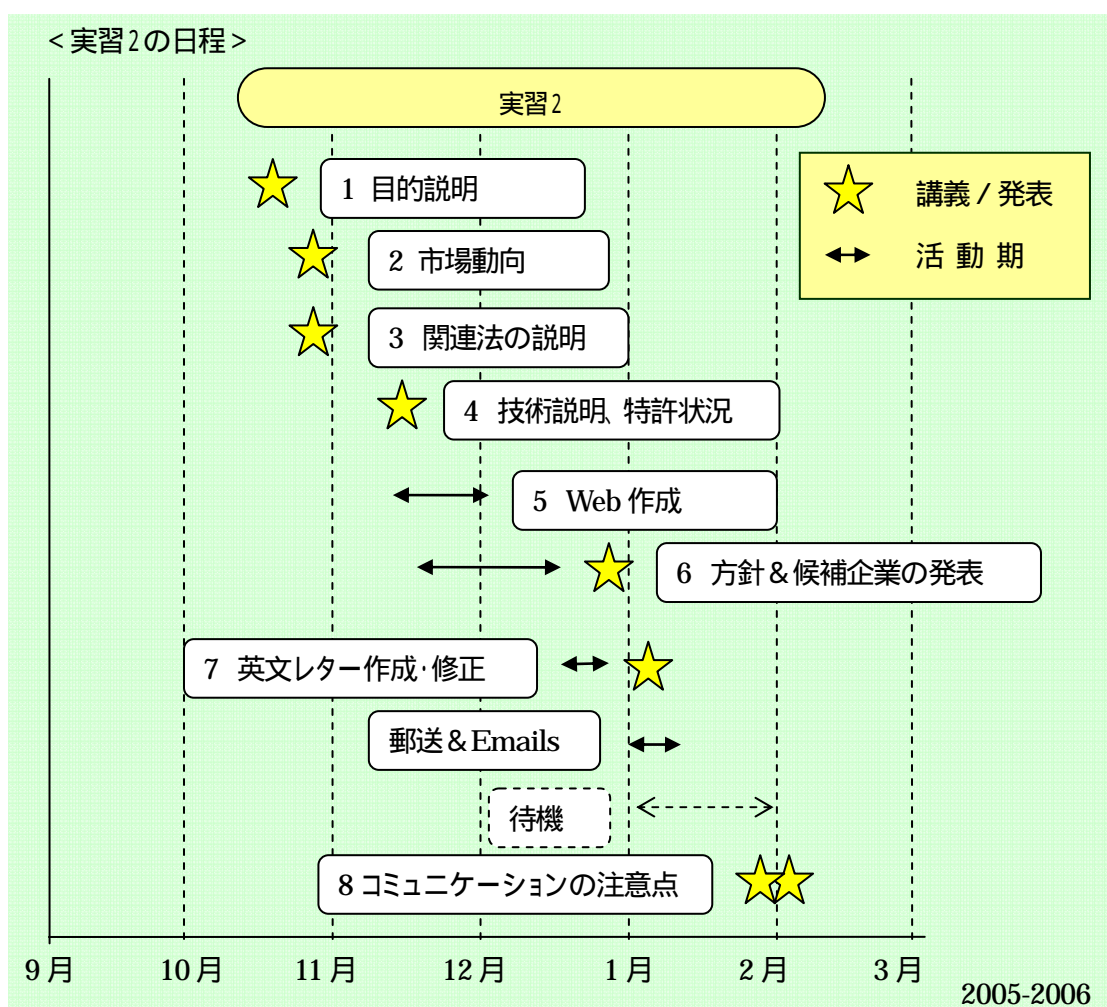 <実習2の日程>
実習2
1 目的説明
2 市場動向
3 関連法の説明
4 技術説明、特許状況
5 Web 作成
6 方針&候補企業の発表
7 英文レター作成・修正
郵送&Emails
待機
8コミュニケーションの注意点
講義/発表
活 動 期
9月 10月 11月 12月 1月 2月 3月
2005-2006